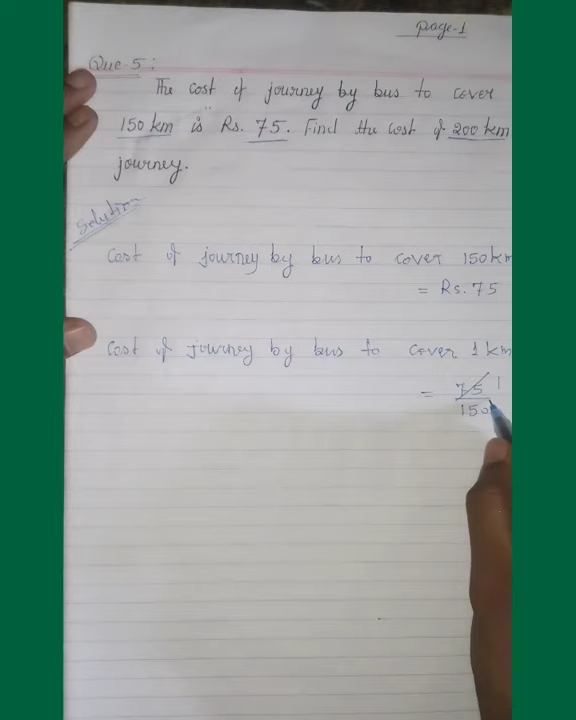 Page-1
Que-5:
The cost of journey by bus to cover
150 km is Rs. 75. Find the cost of 200 km
journey.
Solution
Cost of journey by bus to cover 150km
= Rs. 75
Cost of journey by bus to cover 1 km
= 75 1
150